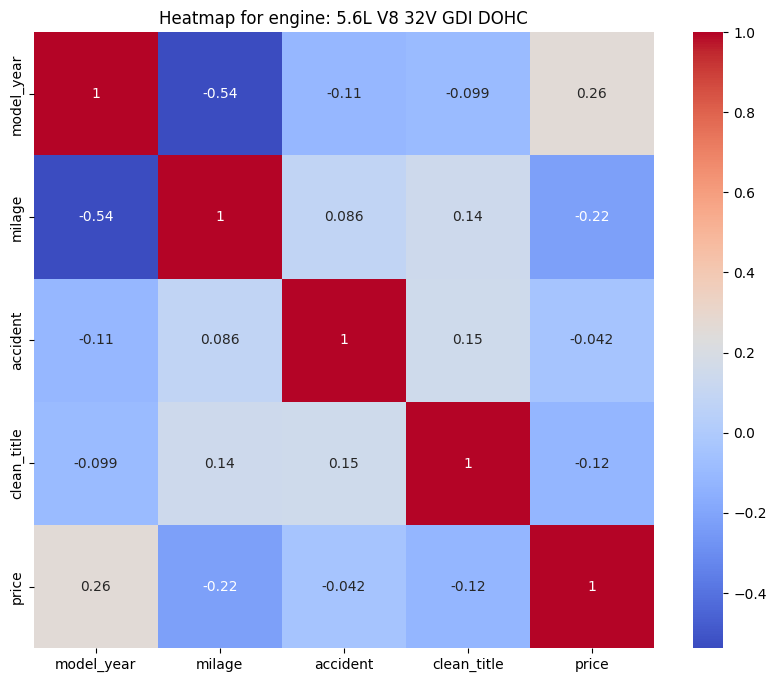 Heatmap for engine: 5.6L V8 32V GDI DOHC
model_year 1 -0.54 -0.11 -0.099 0.26
milage -0.54 1 0.086 0.14 -0.22
accident -0.11 0.086 1 0.15 -0.042
clean_title -0.099 0.14 0.15 1 -0.12
price 0.26 -0.22 -0.042 -0.12 1
model_year milage accident clean_title price
1.0
0.8
0.6
0.4
0.2
0.0
−0.2
−0.4